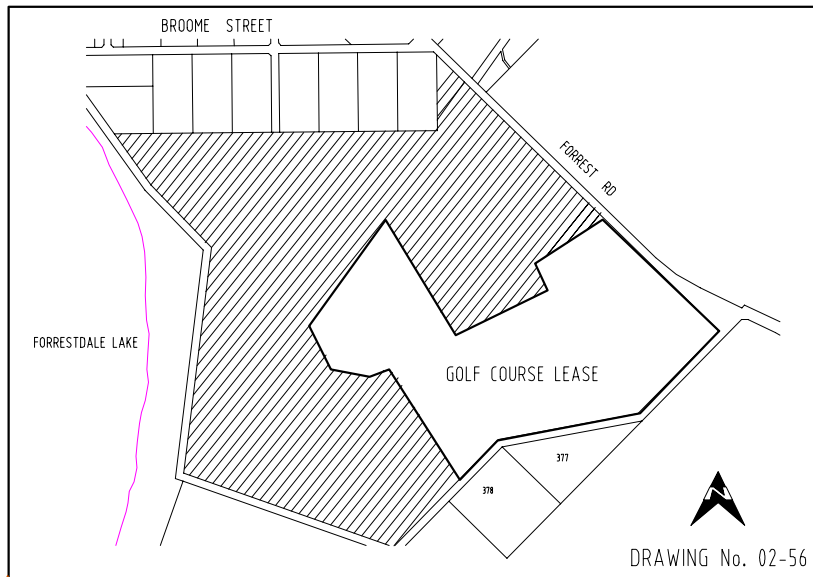 BROOME STREET
FORREST RD
FORRESTDALE LAKE
GOLF COURSE LEASE
377
378
N
DRAWING No. 02-56